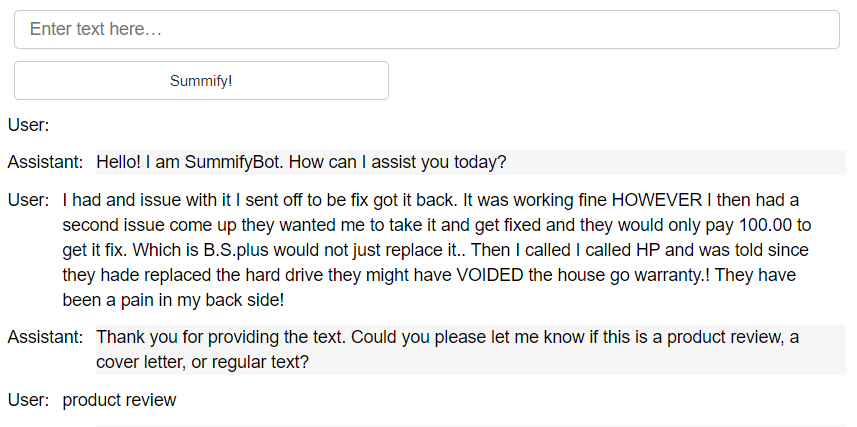 Enter text here…
Summify!
User:
Assistant: Hello! I am SummifyBot. How can I assist you today?
User: I had and issue with it I sent off to be fix got it back. It was working fine HOWEVER I then had a
second issue come up they wanted me to take it and get fixed and they would only pay 100.00 to
get it fix. Which is B.S.plus would not just replace it.. Then I called I called HP and was told since
they hade replaced the hard drive they might have VOIDED the house go warranty.! They have
been a pain in my back side!
Assistant: Thank you for providing the text. Could you please let me know if this is a product review, a
cover letter, or regular text?
User: product review